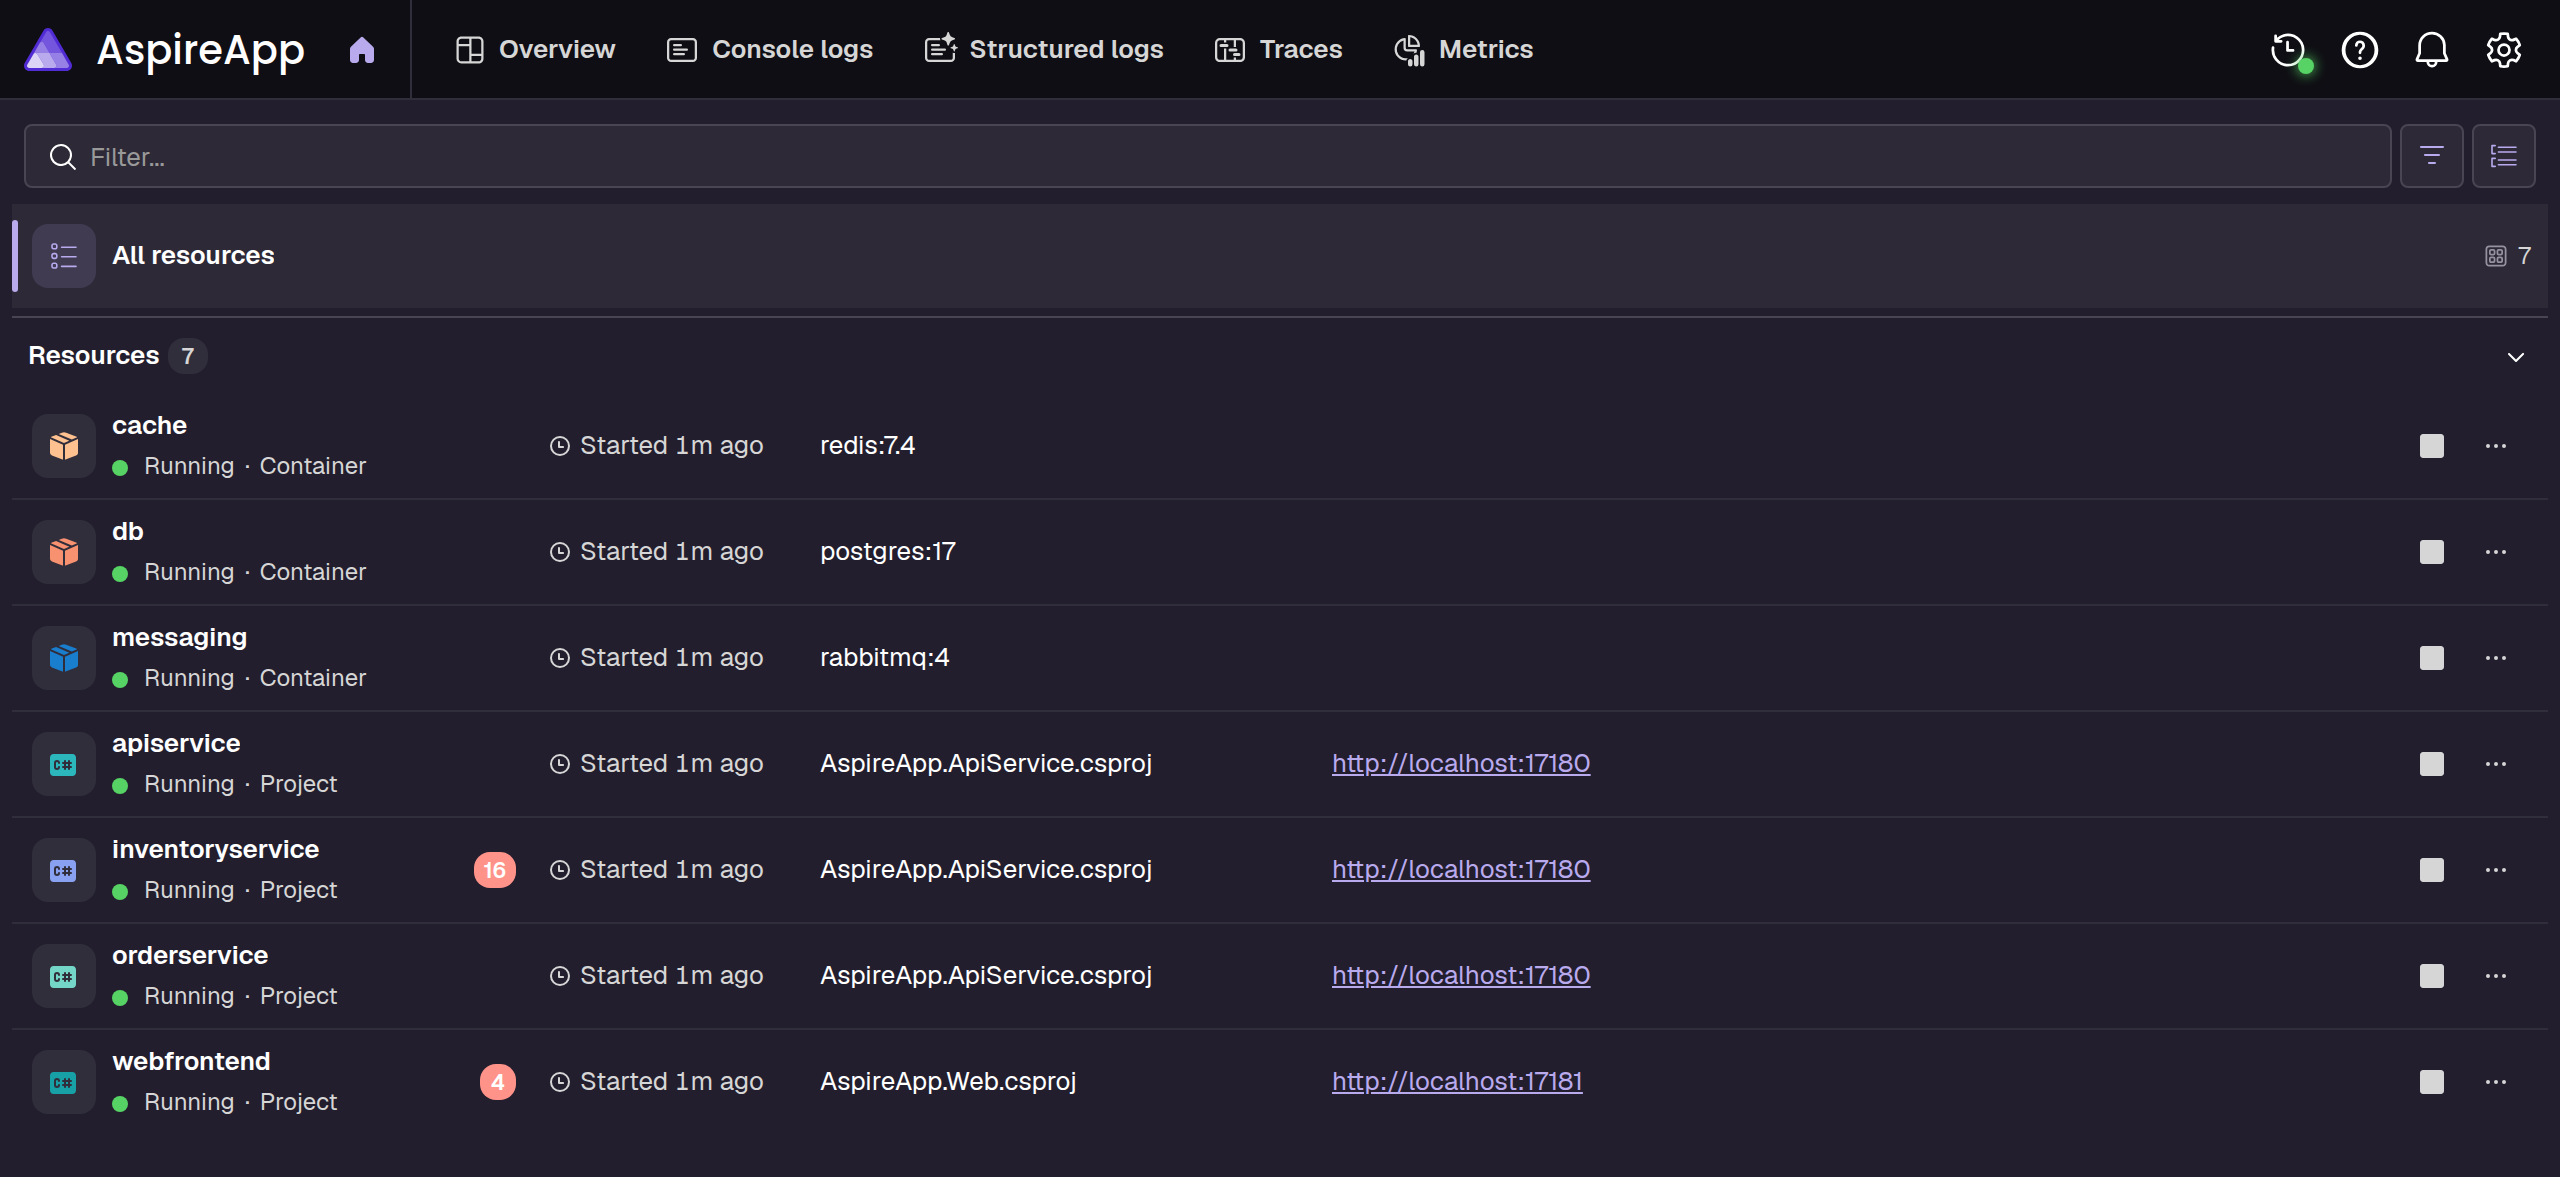 AspireApp
Overview
Console logs
Structured logs
Traces
Metrics
Filter...
All resources
7
Resources 7
cache
Running · Container
Started 1m ago
redis:7.4
db
Running · Container
Started 1m ago
postgres:17
messaging
Running · Container
Started 1m ago
rabbitmq:4
apiservice
Running · Project
Started 1m ago
AspireApp.ApiService.csproj
http://localhost:17180
inventoryservice
Running · Project
16
Started 1m ago
AspireApp.ApiService.csproj
http://localhost:17180
orderservice
Running · Project
Started 1m ago
AspireApp.ApiService.csproj
http://localhost:17180
webfrontend
Running · Project
4
Started 1m ago
AspireApp.Web.csproj
http://localhost:17181